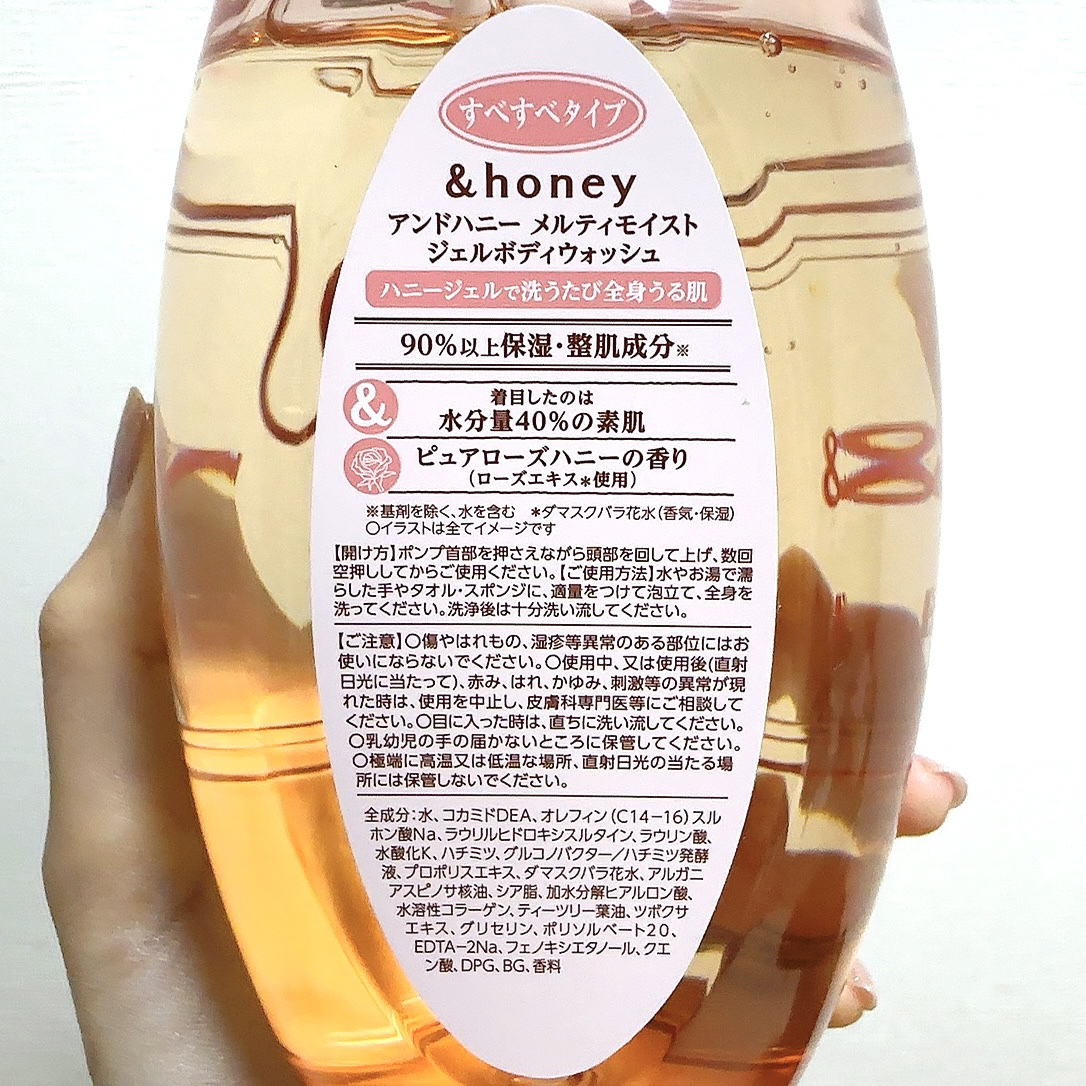 すべすべタイプ
&honey
アンドハニー メルティモイスト
ジェルボディウォッシュ
ハニージェルで洗うたび全身うる肌
90%以上保湿・整肌成分※
&
着目したのは
水分量40%の素肌
ピュアローズハニーの香り
(ローズエキス*使用)
※基剤を除く、水を含む *ダマスクバラ花水(香気・保湿)
〇イラストは全てイメージです
【開け方】ポンプ首部を押さえながら頭部を回して上げ、数回
空押ししてからご使用ください。【ご使用方法】水やお湯で濡
らした手やタオル・スポンジに、適量をつけて泡立て、全身を
洗ってください。洗浄後は十分洗い流してください。
【ご注意】〇傷やはれもの、湿疹等異常のある部位にはお
使いにならないでください。〇使用中、又は使用後(直射
日光に当たって)、赤み、はれ、かゆみ、刺激等の異常が現
れた時は、使用を中止し、皮膚科専門医等にご相談して
ください。〇目に入った時は、直ちに洗い流してください。
〇乳幼児の手の届かないところに保管してください。
〇極端に高温又は低温な場所、直射日光の当たる場
所には保管しないでください。
全成分:水、コカミドDEA、オレフィン(C14-16)スル
ホン酸Na、ラウリルヒドロキシスルタイン、ラウリン酸、
水酸化K、ハチミツ、グルコノバクター/ハチミツ発酵
液、プロポリスエキス、ダマスクバラ花水、アルガニ
アスピノサ核油、シア脂、加水分解ヒアルロン酸、
水溶性コラーゲン、ティーツリー葉油、ツボクサ
エキス、グリセリン、ポリソルベート20、
EDTA-2Na、フェノキシエタノール、クエ
ン酸、DPG、BG、香料